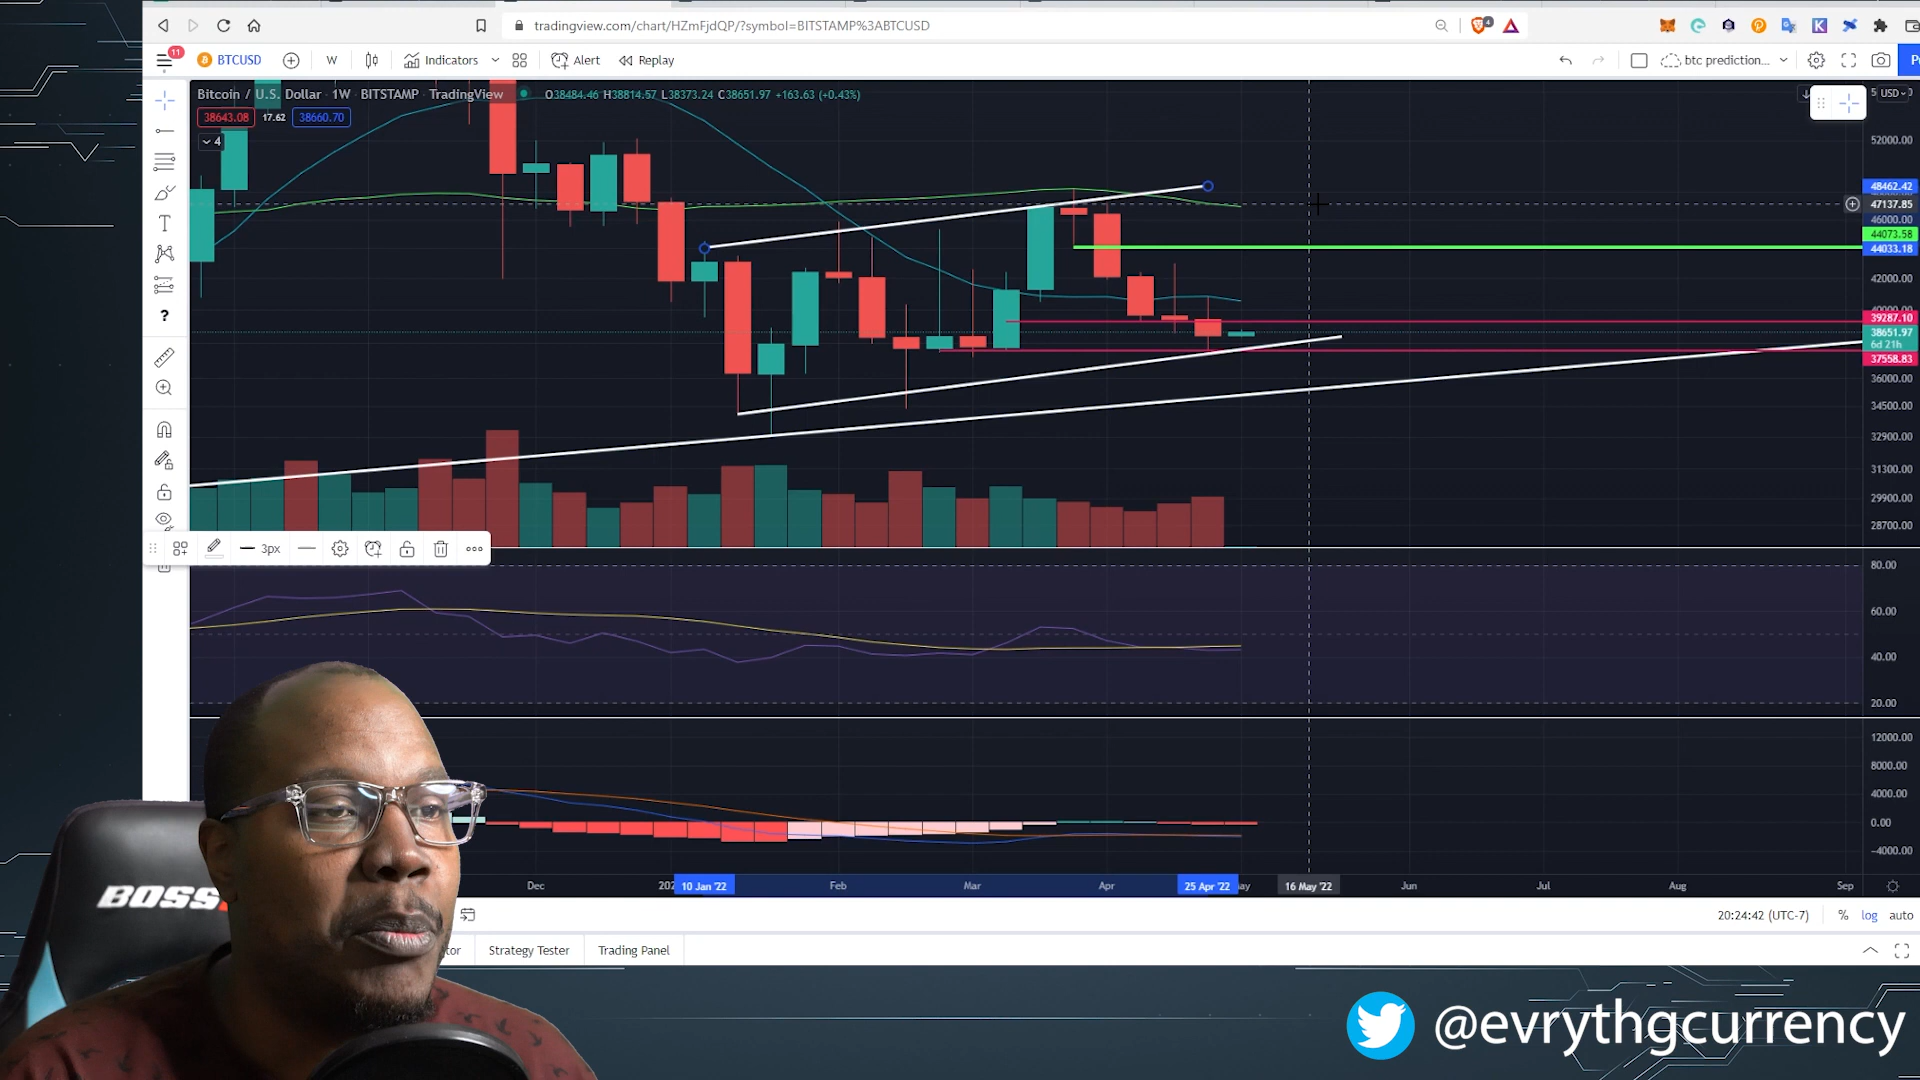 tradingview.com/chart/HZmFjdQP/?symbol=BITSTAMP%3ABTCUSD
4
11
BTCUSD
W
Indicators
Alert
Replay
btc prediction...
Bitcoin / U.S. Dollar · 1W · BITSTAMP · TradingView
O38484.46 H38814.57 L38373.24 C38651.97 +163.63 (+0.43%)
USD
38643.08
17.62
38660.70
4
52000.00
48462.42
47137.85
46000.00
44073.58
44033.18
42000.00
39287.10
38651.97
6d 21h
37558.83
36000.00
34500.00
32900.00
31300.00
29900.00
28700.00
T
?
3px
80.00
60.00
40.00
20.00
12000.00
8000.00
4000.00
0.00
−4000.00
Dec
10 Jan '22
Feb
Mar
Apr
25 Apr '22
16 May '22
Jun
Jul
Aug
Sep
20:24:42 (UTC-7)
%
log
auto
Strategy Tester
Trading Panel
BOSS
@evrythgcurrency